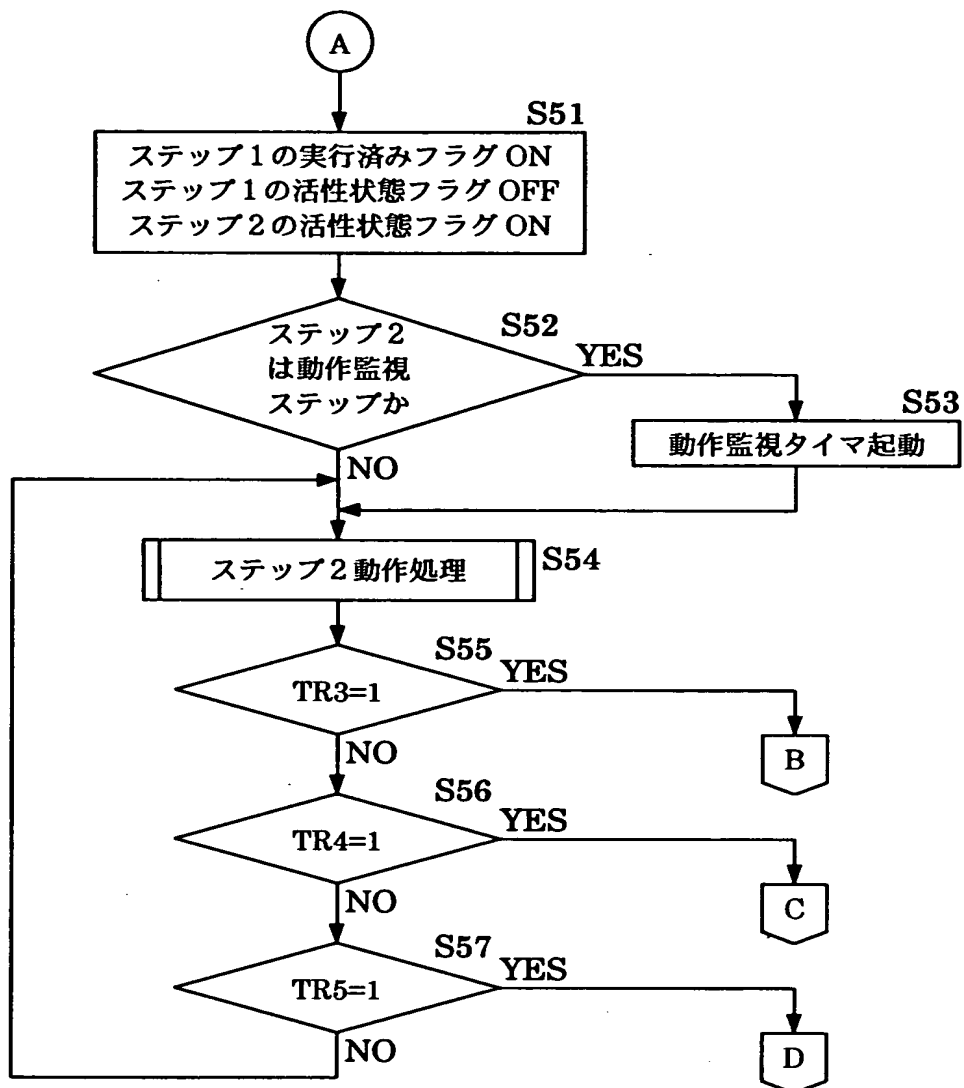 A
S51
ステップ1の実行済みフラグ ON
ステップ1の活性状態フラグ OFF
ステップ2の活性状態フラグ ON
S52
ステップ2
は動作監視
ステップか
YES
S53
動作監視タイマ起動
NO
ステップ2動作処理
S54
S55
TR3=1
YES
B
NO
S56
TR4=1
YES
C
NO
S57
TR5=1
YES
D
NO